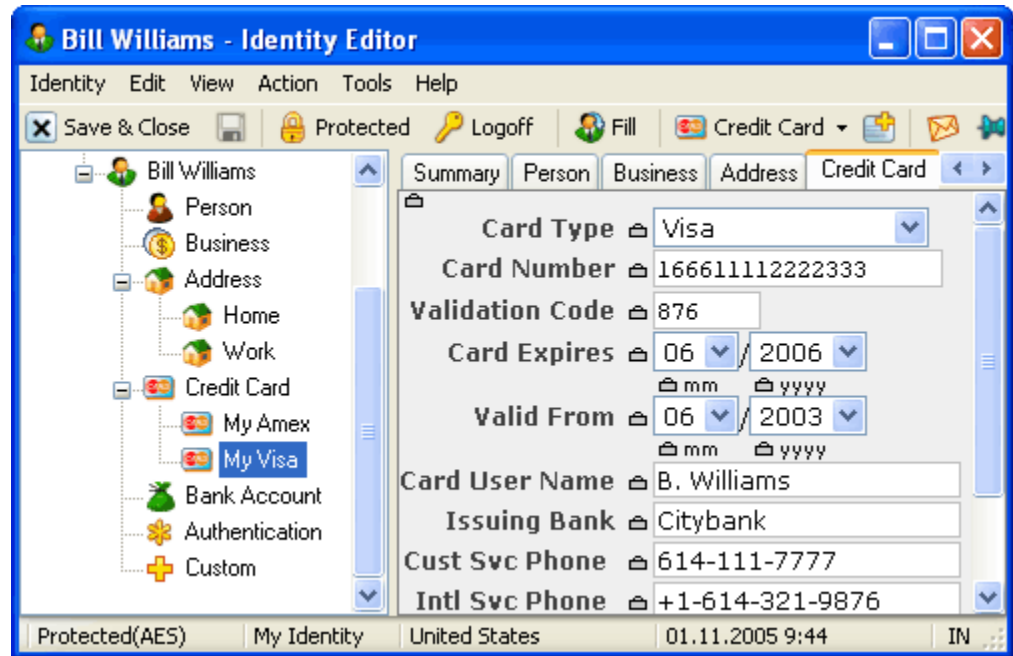 Bill Williams - Identity Editor
Identity Edit View Action Tools Help
Save & Close Protected Logoff Fill Credit Card
Bill Williams
Person
Business
Address
Home
Work
Credit Card
My Amex
My Visa
Bank Account
Authentication
Custom
Summary Person Business Address Credit Card
Card Type Visa
Card Number 166611112222333
Validation Code 876
Card Expires 06 / 2006
mm yyyy
Valid From 06 / 2003
mm yyyy
Card User Name B. Williams
Issuing Bank Citybank
Cust Svc Phone 614-111-7777
Intl Svc Phone +1-614-321-9876
Protected(AES) My Identity United States 01.11.2005 9:44 IN